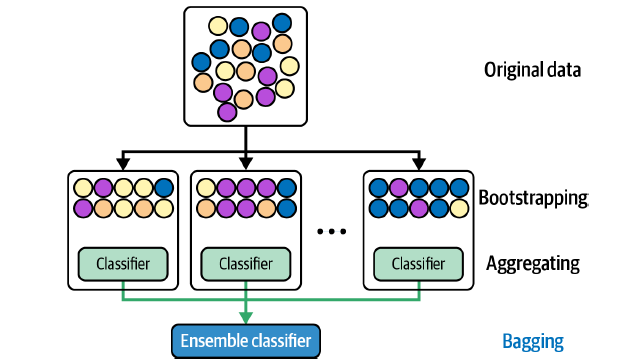 Original data
Bootstrapping
Classifier
Classifier
Classifier
Aggregating
Ensemble classifier
Bagging